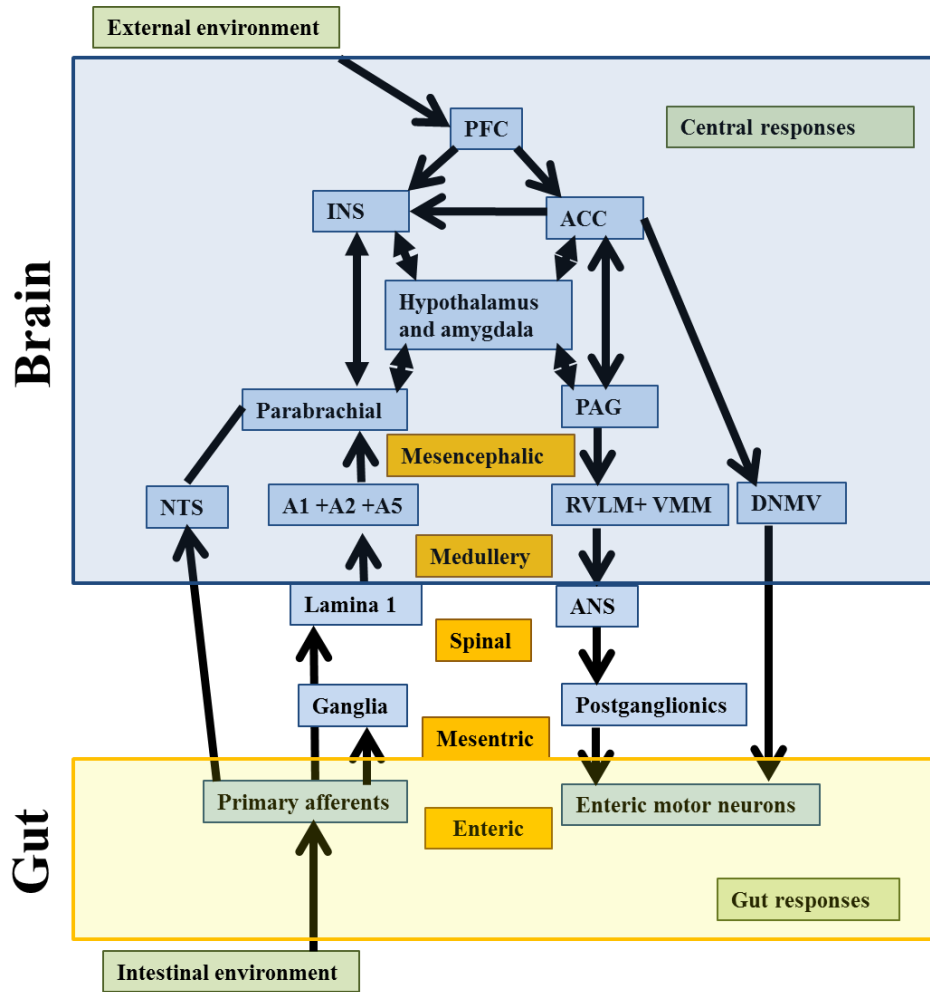 External environment
Brain
PFC
Central responses
INS
ACC
Hypothalamus
and amygdala
Parabrachial
PAG
Mesencephalic
NTS
A1 +A2 +A5
RVLM+ VMM
DNMV
Medullery
Lamina 1
ANS
Spinal
Ganglia
Postganglionics
Mesentric
Gut
Primary afferents
Enteric motor neurons
Enteric
Gut responses
Intestinal environment